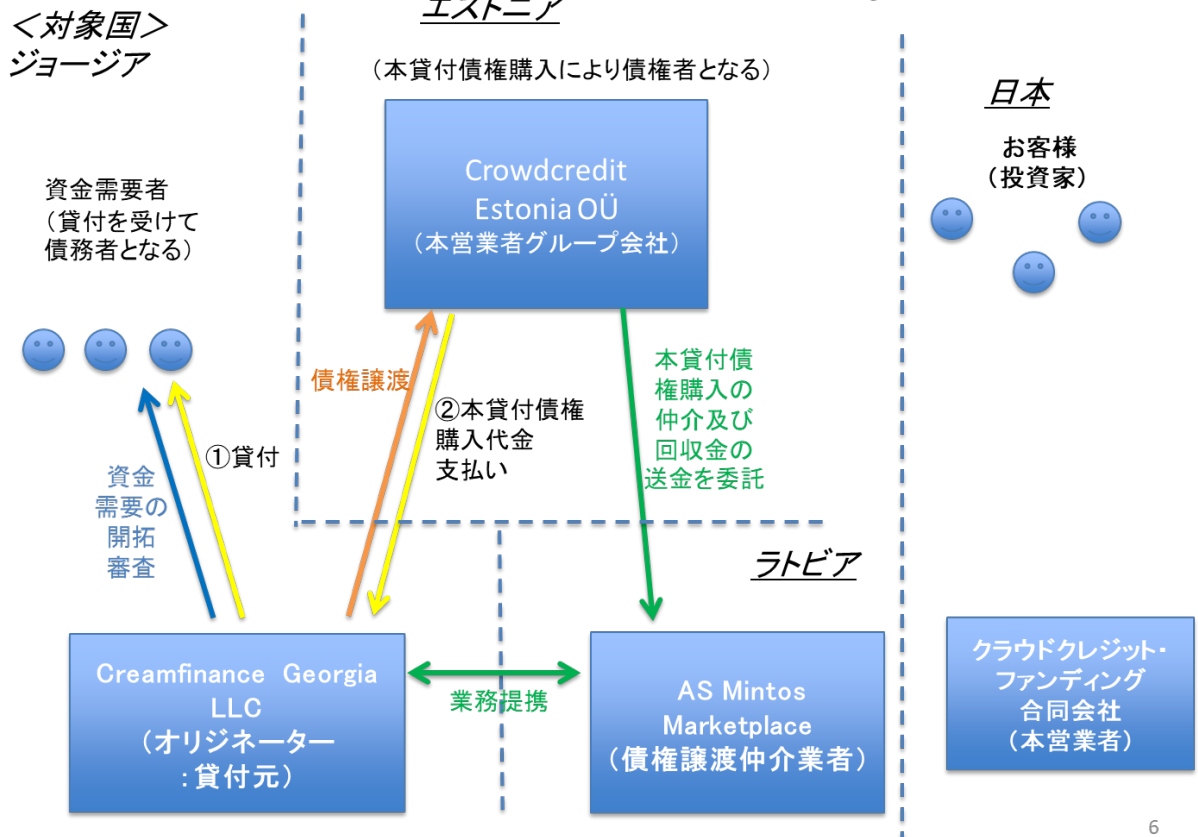 ＜対象国＞
ジョージア
エストニア
（本貸付債権購入により債権者となる）
Crowdcredit
Estonia OÜ
（本営業者グループ会社）
日本
お客様
（投資家）
資金需要者
（貸付を受けて
債務者となる）
債権譲渡
②本貸付債権
購入代金
支払い
本貸付債
権購入の
仲介及び
回収金の
送金を委託
①貸付
資金
需要の
開拓
審査
ラトビア
Creamfinance Georgia
LLC
（オリジネーター
：貸付元）
業務提携
AS Mintos
Marketplace
（債権譲渡仲介業者）
クラウドクレジット・
ファンディング
合同会社
（本営業者）
6